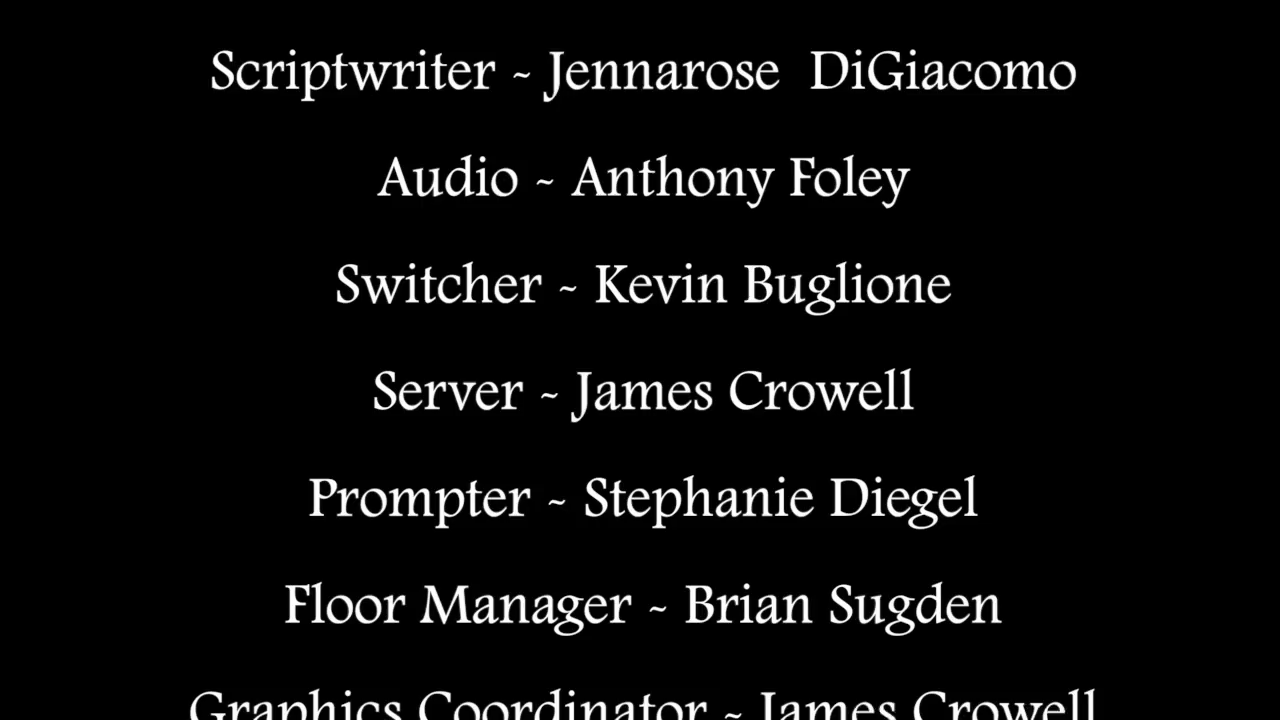 Scriptwriter ~ Jennarose DiGiacomo
Audio ~ Anthony Foley
Switcher ~ Kevin Buglione
Server ~ James Crowell
Prompter ~ Stephanie Diegel
Floor Manager ~ Brian Sugden
Graphics Coordinator ~ James Crowell